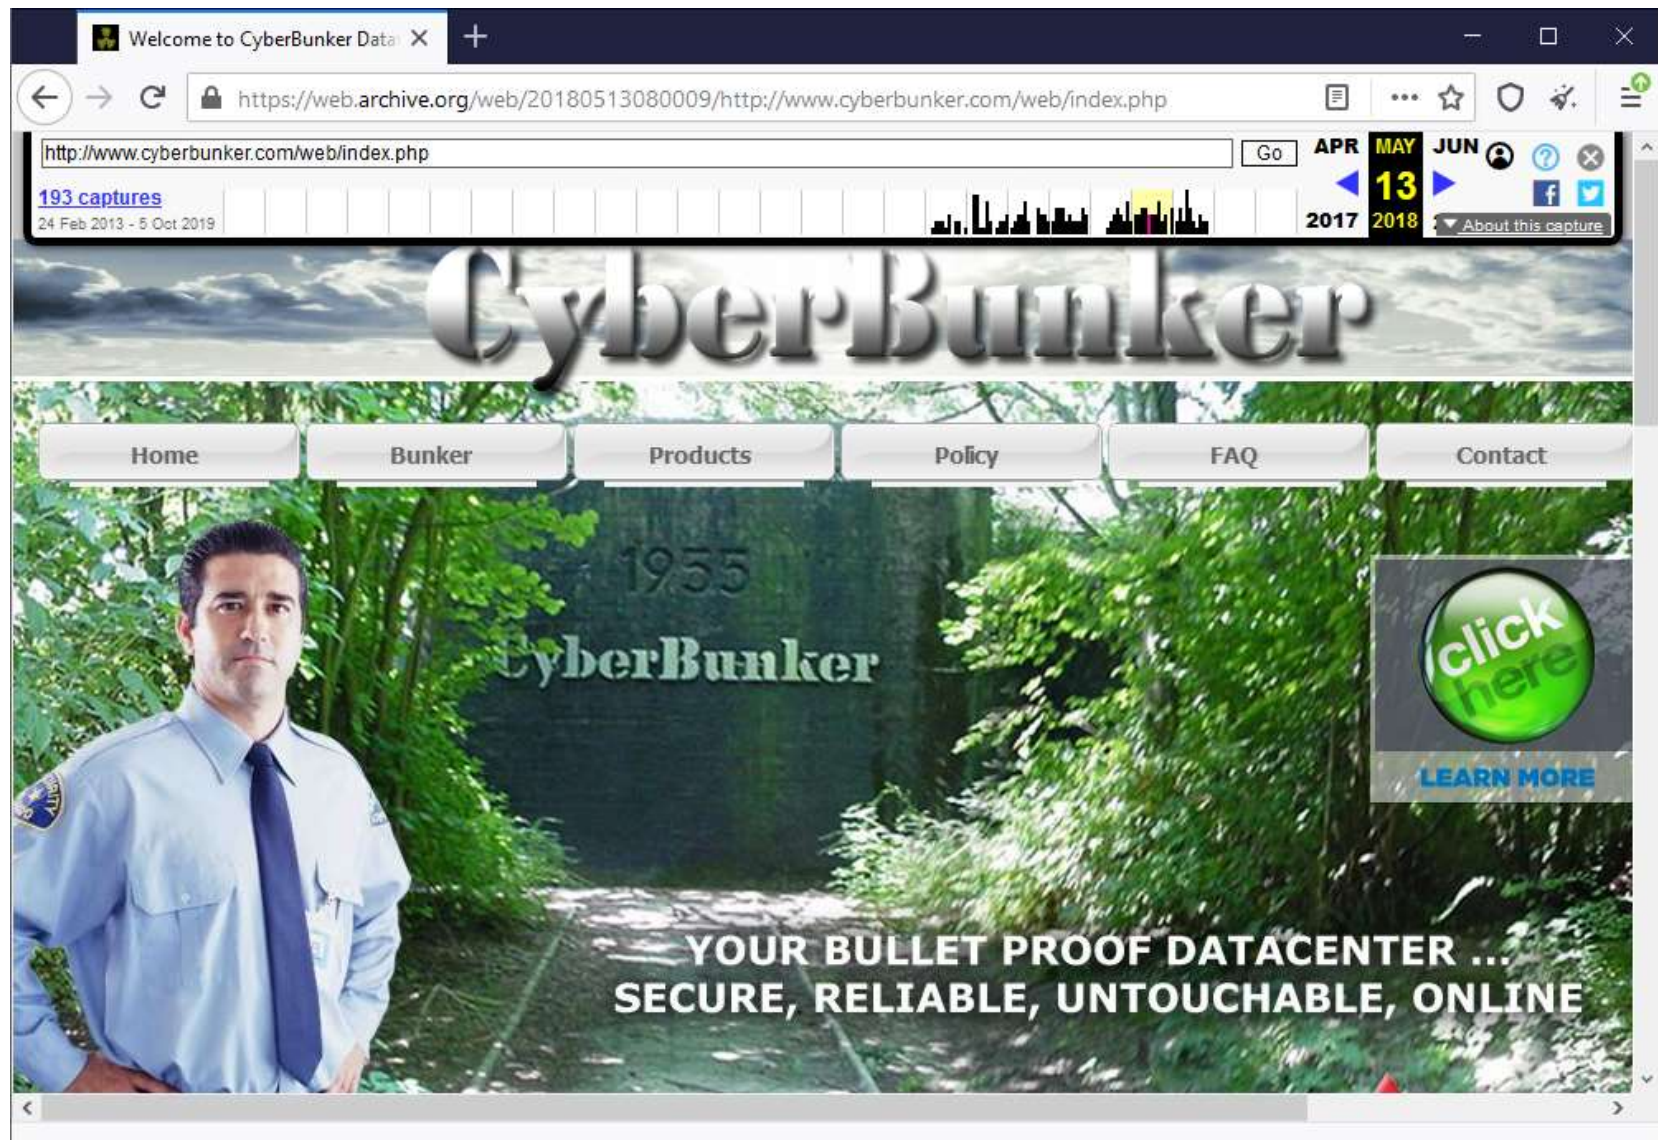 Welcome to CyberBunker Data
https://web.archive.org/web/20180513080009/http://www.cyberbunker.com/web/index.php
http://www.cyberbunker.com/web/index.php
Go
APR MAY JUN
193 captures
13
24 Feb 2013 - 5 Oct 2019
2017 2018
About this capture
CyberBunker
Home Bunker Products Policy FAQ Contact
1955
CyberBunker
click
here
LEARN MORE
YOUR BULLET PROOF DATACENTER ...
SECURE, RELIABLE, UNTOUCHABLE, ONLINE